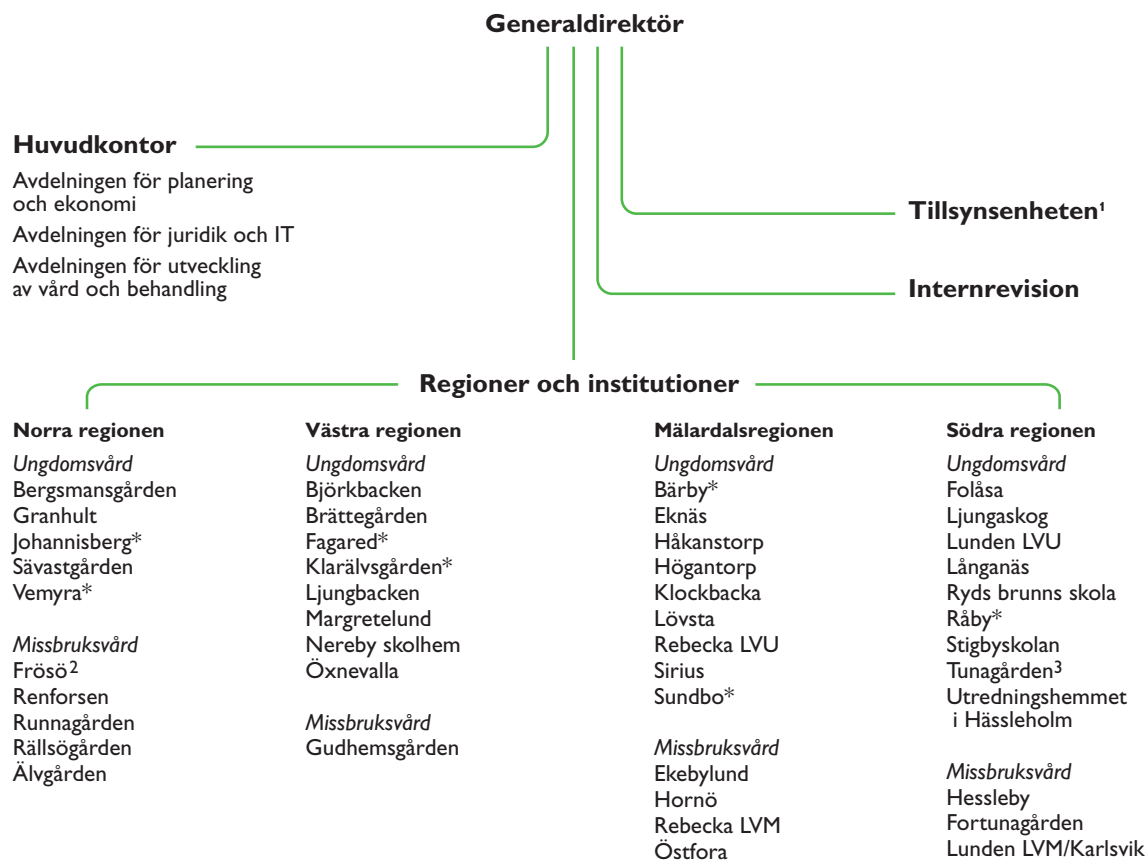 Generaldirektör
Huvudkontor
Avdelningen för planering
och ekonomi
Avdelningen för juridik och IT
Avdelningen för utveckling
av vård och behandling
Tillsynsenheten¹
Internrevision
Regioner och institutioner
Norra regionen
Ungdomsvård
Bergsmansgården
Granhult
Johannisberg*
Sävastgården
Vemyra*
Missbruksvård
Frösö²
Renforsen
Runnagården
Rällsögården
Älvgården
Västra regionen
Ungdomsvård
Björkbacken
Brättegården
Fagared*
Klarälvsgården*
Ljungbacken
Margretelund
Nereby skolhem
Öxnevalla
Missbruksvård
Gudhemsgården
Mälardalsregionen
Ungdomsvård
Bärby*
Eknäs
Håkanstorp
Högantorp
Klockbacka
Lövsta
Rebecka LVU
Sirius
Sundbo*
Missbruksvård
Ekebylund
Hornö
Rebecka LVM
Östfora
Södra regionen
Ungdomsvård
Folåsa
Ljungaskog
Lunden LVU
Långanäs
Ryds brunns skola
Råby*
Stigbyskolan
Tunagården³
Utredningshemmet
i Hässleholm
Missbruksvård
Hessleby
Fortunagården
Lunden LVM/Karlsvik